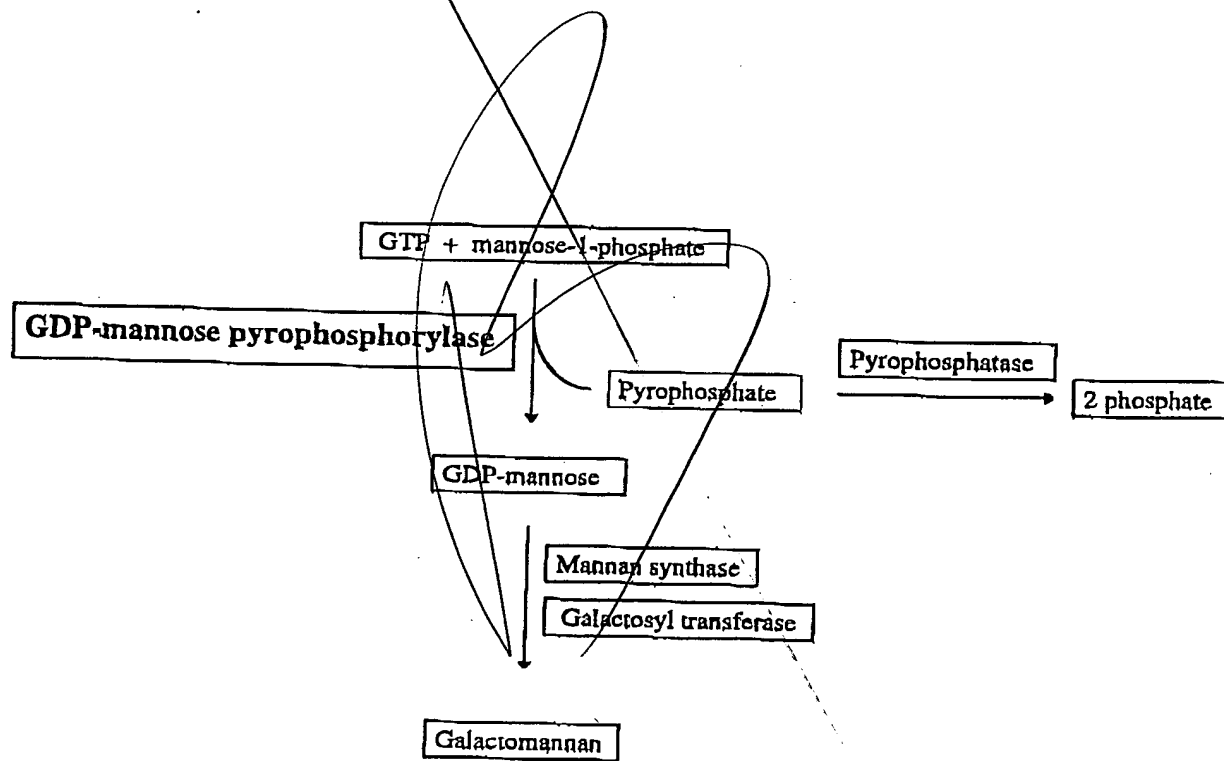 GTP + mannose-1-phosphate
GDP-mannose pyrophosphorylase
Pyrophosphatase
Pyrophosphate
2 phosphate
GDP-mannose
Mannan synthase
Galactosyl transferase
Galactomannan